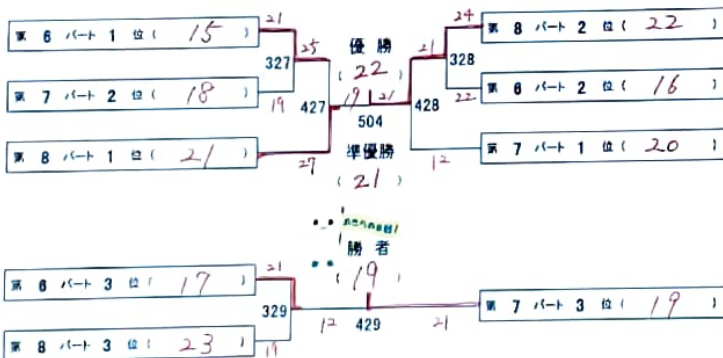 第 6 パート 1 位 ( 15 )
21
327
19
第 7 パート 2 位 ( 18 )
25
427
第 8 パート 1 位 ( 21 )
27
優 勝
( 22 )
19 21
504
準優勝
( 21 )
24
第 8 パート 2 位 ( 22 )
21
328
22
第 6 パート 2 位 ( 16 )
428
12
第 7 パート 1 位 ( 20 )
勝 者
( 19 )
第 6 パート 3 位 ( 17 )
21
329
19
第 8 パート 3 位 ( 23 )
12
429
21
第 7 パート 3 位 ( 19 )